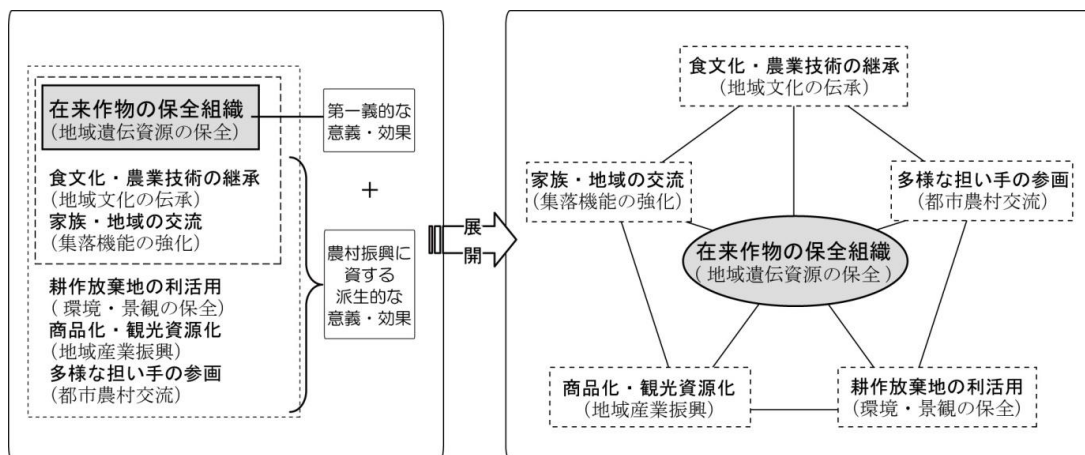 在来作物の保全組織
(地域遺伝資源の保全)
食文化・農業技術の継承
(地域文化の伝承)
家族・地域の交流
(集落機能の強化)
耕作放棄地の利活用
(環境・景観の保全)
商品化・観光資源化
(地域産業振興)
多様な担い手の参画
(都市農村交流)
第一義的な
意義・効果
+
農村振興に
資する
派生的な
意義・効果
展
開
食文化・農業技術の継承
(地域文化の伝承)
家族・地域の交流
(集落機能の強化)
多様な担い手の参画
(都市農村交流)
在来作物の保全組織
(地域遺伝資源の保全)
商品化・観光資源化
(地域産業振興)
耕作放棄地の利活用
(環境・景観の保全)